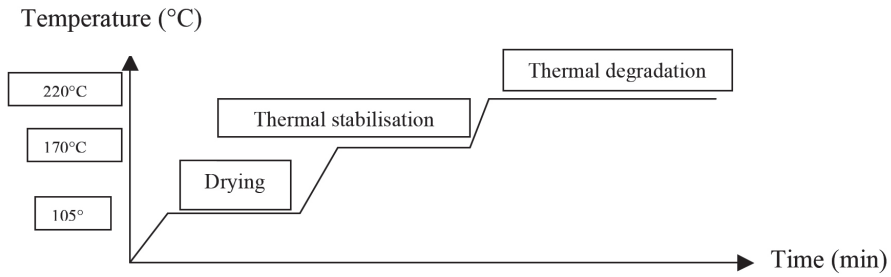 Temperature (°C)
Thermal degradation
220°C
Thermal stabilisation
170°C
Drying
105°
Time (min)